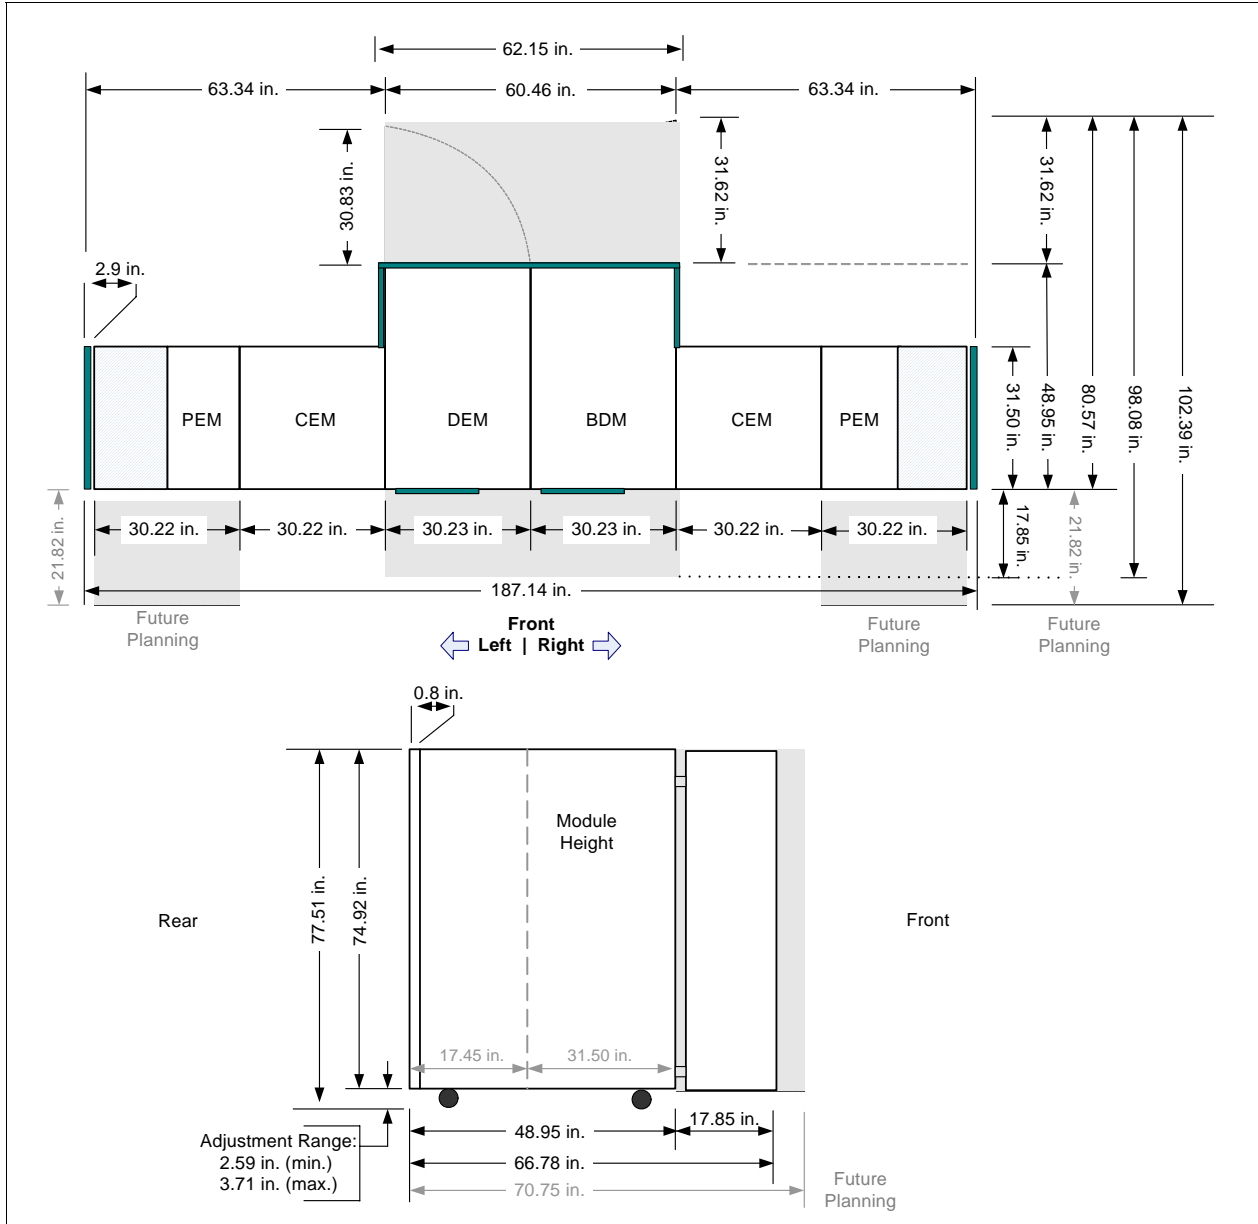 62.15 in.
63.34 in.
60.46 in.
63.34 in.
30.83 in.
31.62 in.
31.62 in.
2.9 in.
PEM
CEM
DEM
BDM
CEM
PEM
31.50 in.
48.95 in.
80.57 in.
98.08 in.
102.39 in.
21.82 in.
30.22 in.
30.22 in.
30.23 in.
30.23 in.
30.22 in.
30.22 in.
17.85 in.
21.82 in.
187.14 in.
Future
Planning
Front
Left | Right
Future
Planning
Future
Planning
0.8 in.
Module
Height
77.51 in.
74.92 in.
Rear
Front
17.45 in.
31.50 in.
17.85 in.
48.95 in.
Adjustment Range:
2.59 in. (min.)
3.71 in. (max.)
66.78 in.
70.75 in.
Future
Planning